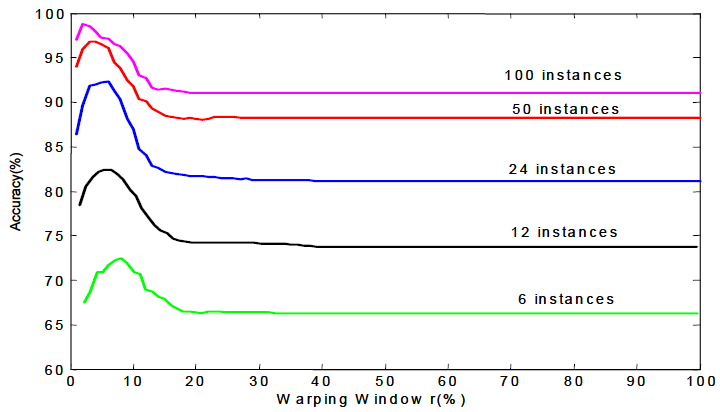 100
95
90
85
80
75
70
65
60
Accuracy(%)
100 instances
50 instances
24 instances
12 instances
6 instances
0 10 20 30 40 50 60 70 80 90 100
Warping Window r(%)